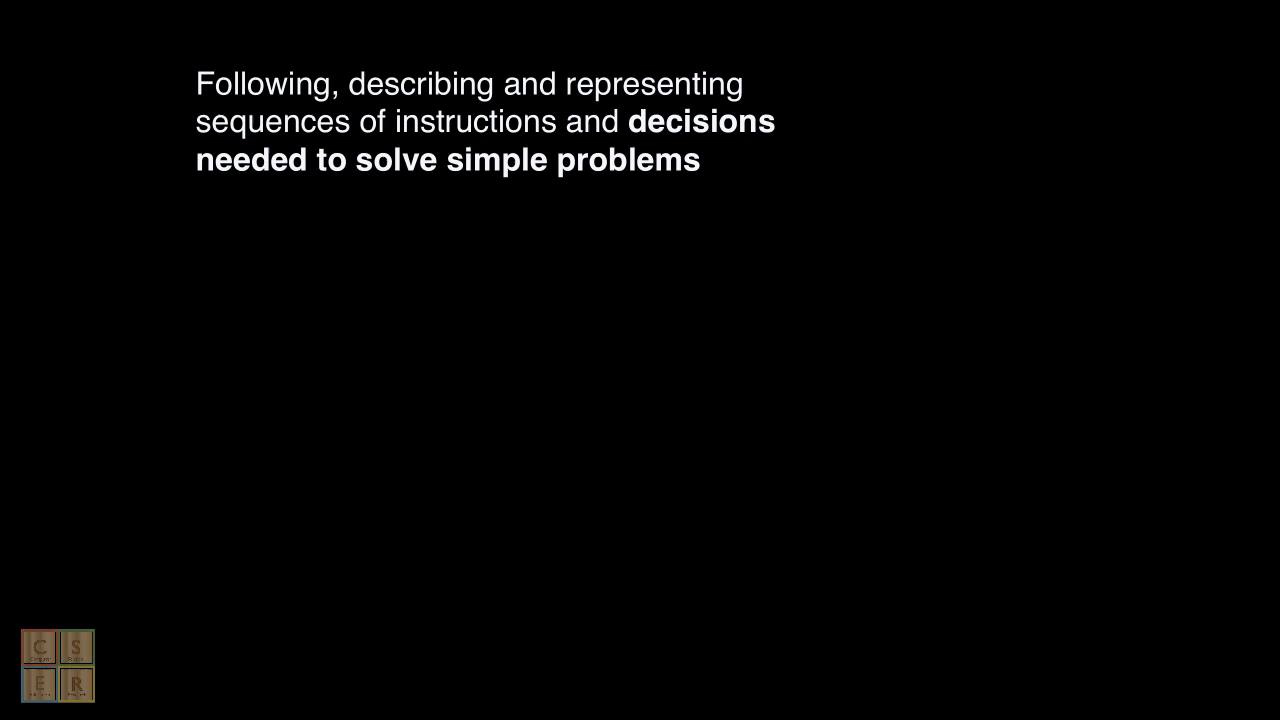 Following, describing and representing
sequences of instructions and decisions
needed to solve simple problems
C S
E R